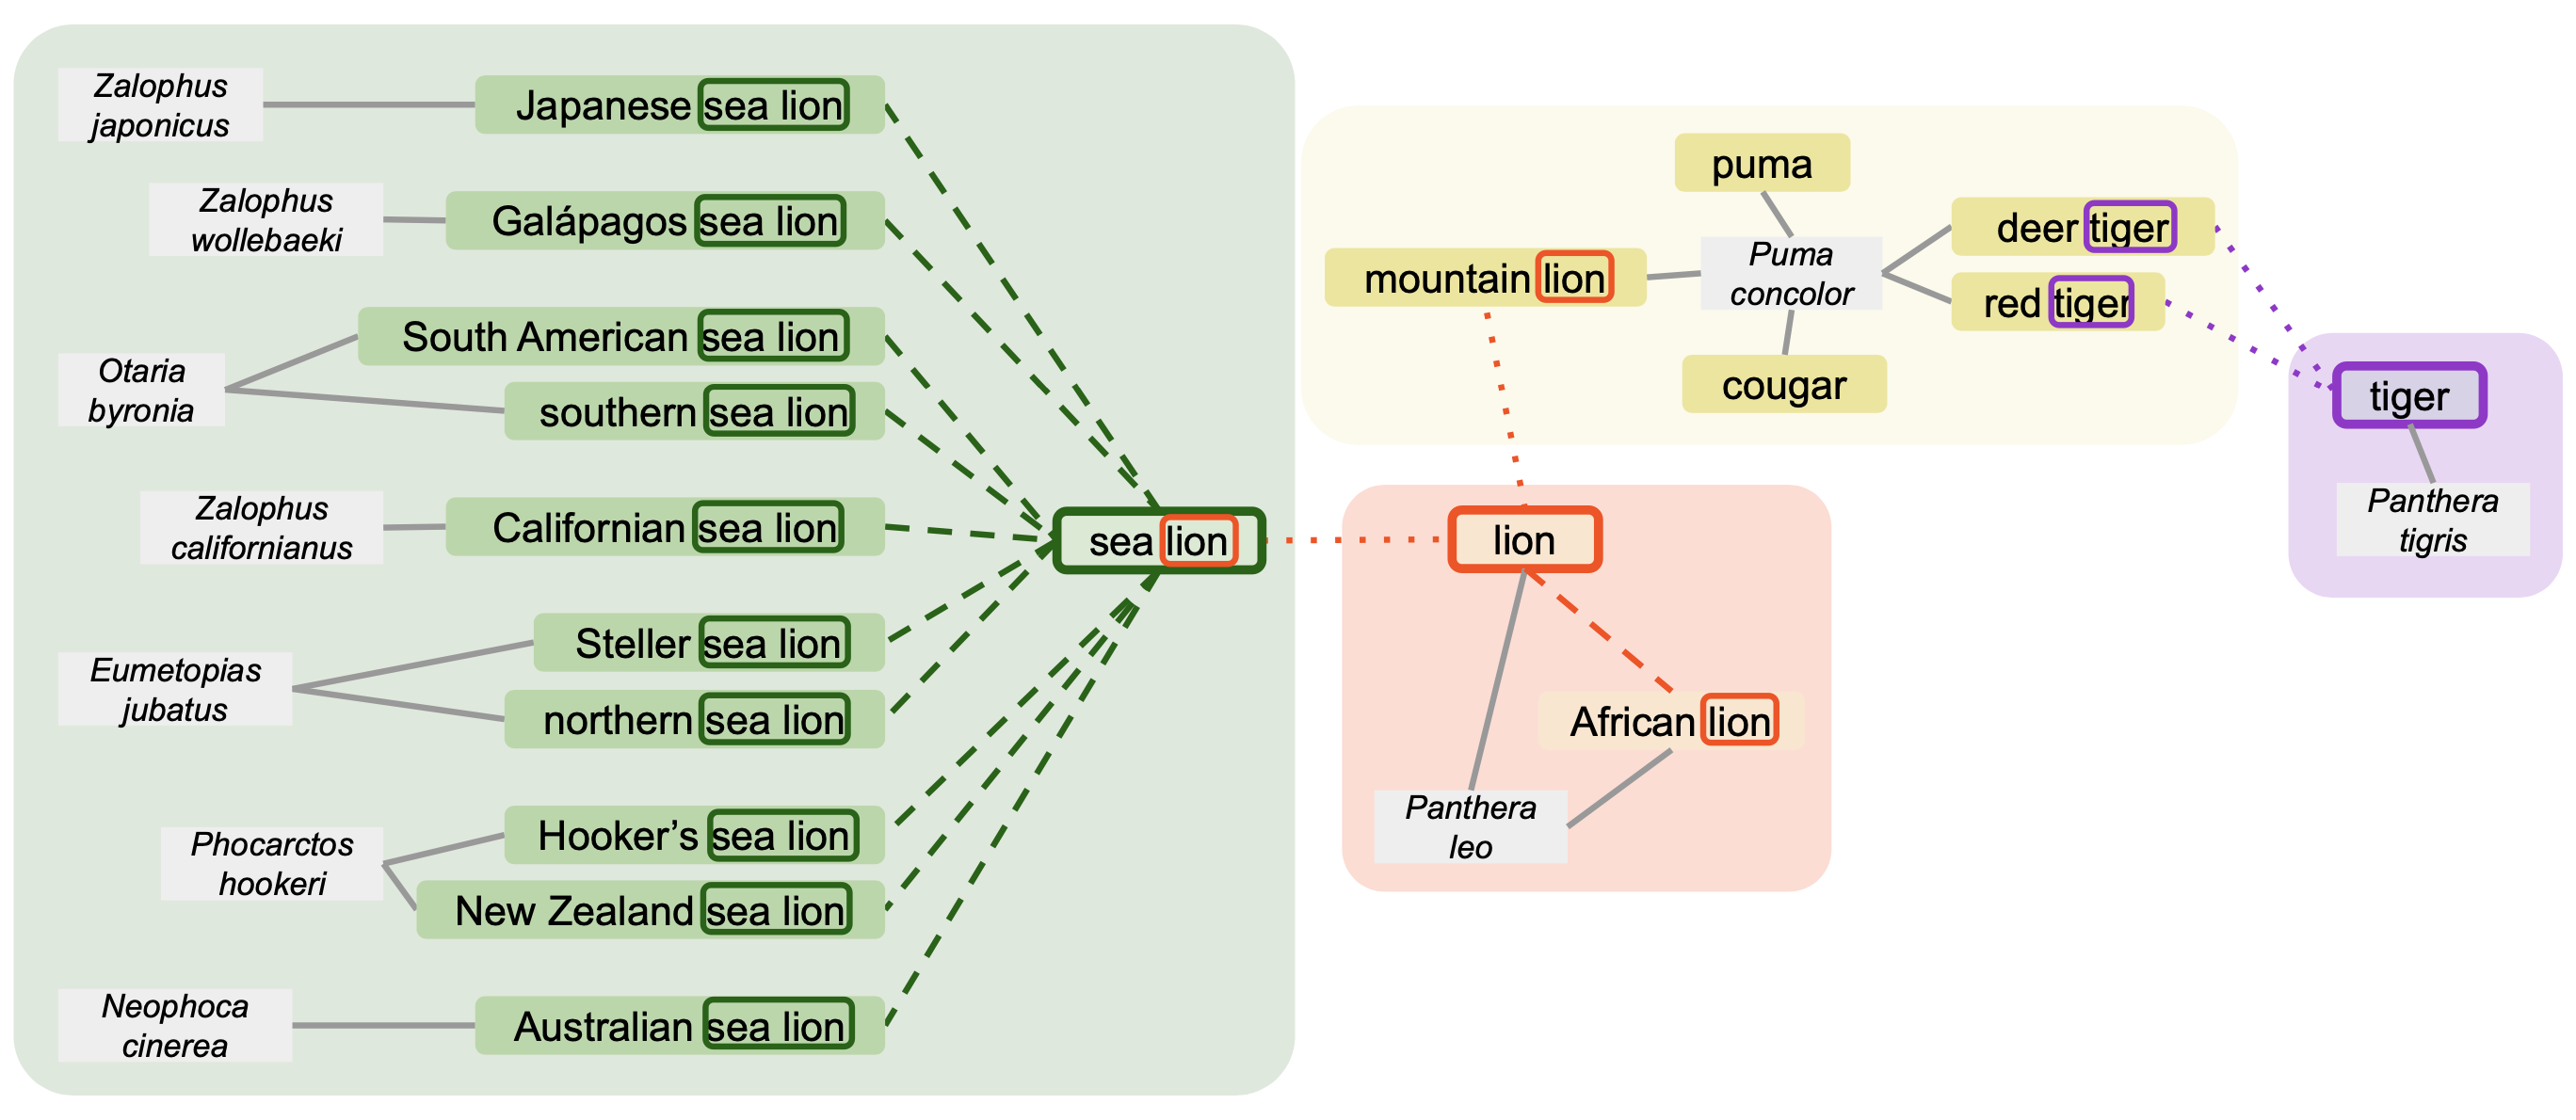 Zalophus
japonicus
Japanese sea lion
Zalophus
wollebaeki
Galápagos sea lion
Otaria
byronia
South American sea lion
southern sea lion
Zalophus
californianus
Californian sea lion
Eumetopias
jubatus
Steller sea lion
northern sea lion
Phocarctos
hookeri
Hooker’s sea lion
New Zealand sea lion
Neophoca
cinerea
Australian sea lion
sea lion
puma
mountain lion
Puma
concolor
deer tiger
red tiger
cougar
lion
African lion
Panthera
leo
tiger
Panthera
tigris